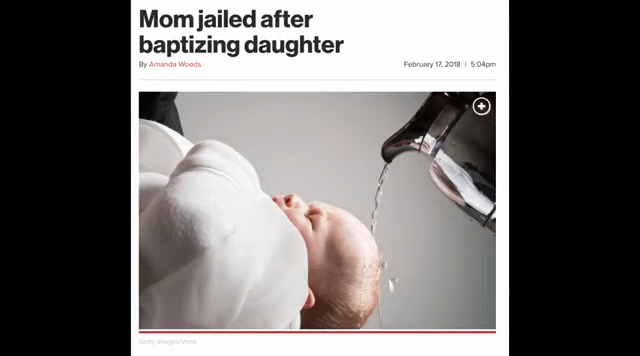 Mom jailed after
baptizing daughter
By Amanda Woods
February 17, 2018 | 5:04pm
Getty Images/Vetta